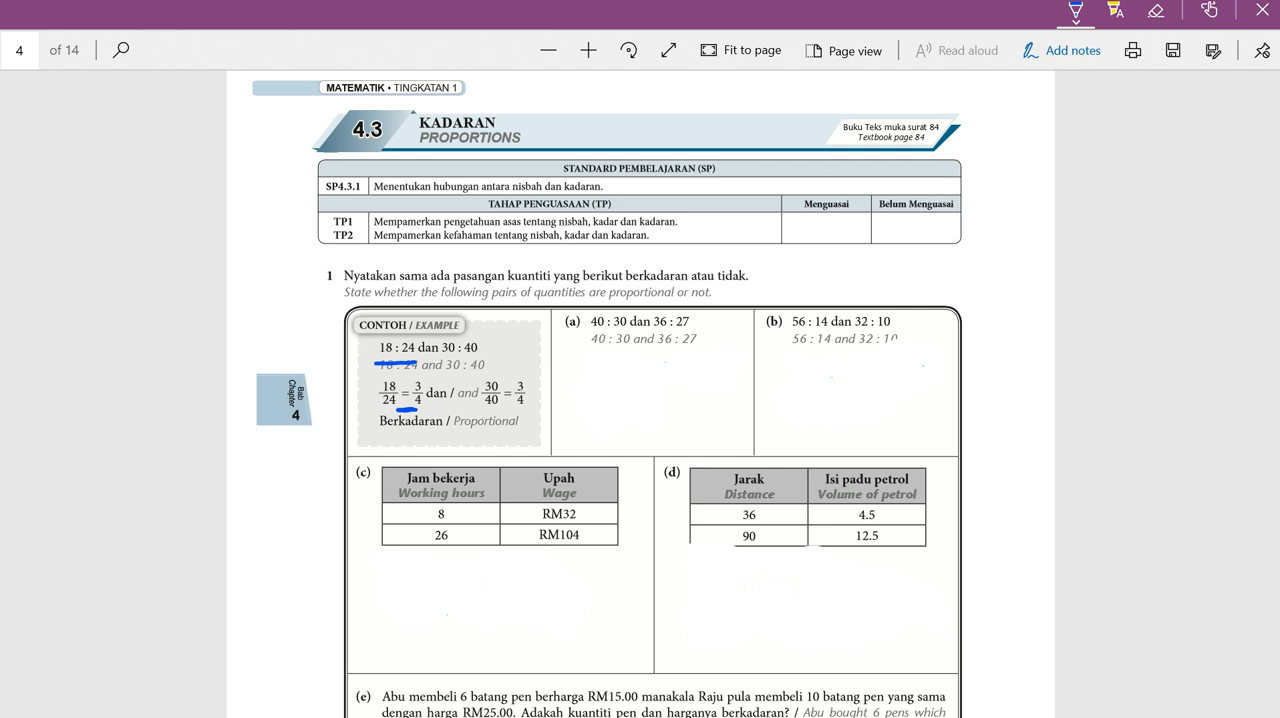 4 of 14 Fit to page Page view Read aloud Add notes
MATEMATIK • TINGKATAN 1
4.3 KADARAN
PROPORTIONS
Buku Teks muka surat 84
Textbook page 84
STANDARD PEMBELAJARAN (SP)
SP4.3.1 Menentukan hubungan antara nisbah dan kadaran.
TAHAP PENGUASAAN (TP) Menguasai Belum Menguasai
TP1 Mempamerkan pengetahuan asas tentang nisbah, kadar dan kadaran.
TP2 Mempamerkan kefahaman tentang nisbah, kadar dan kadaran.
1 Nyatakan sama ada pasangan kuantiti yang berikut berkadaran atau tidak.
State whether the following pairs of quantities are proportional or not.
CONTOH / EXAMPLE
18 : 24 dan 30 : 40
18 : 24 and 30 : 40
18/24 = 3/4 dan / and 30/40 = 3/4
Berkadaran / Proportional
(a) 40 : 30 dan 36 : 27
40 : 30 and 36 : 27
(b) 56 : 14 dan 32 : 10
56 : 14 and 32 : 10
Bab
Chapter
4
(c) Jam bekerja Upah
Working hours Wage
8 RM32
26 RM104
(d) Jarak Isi padu petrol
Distance Volume of petrol
36 4.5
90 12.5
(e) Abu membeli 6 batang pen berharga RM15.00 manakala Raju pula membeli 10 batang pen yang sama
dengan harga RM25.00. Adakah kuantiti pen dan harganya berkadaran? / Abu bought 6 pens which